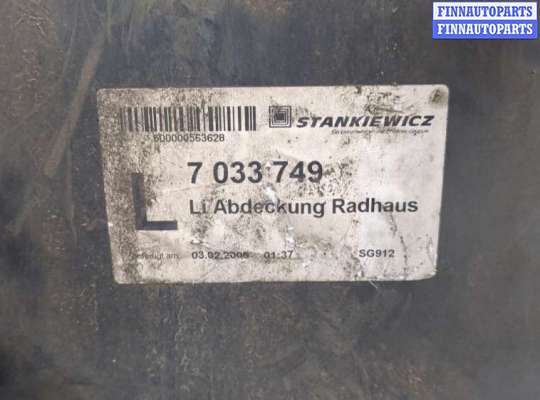 FINNAUTOPARTS
FINNAUTOPARTS
STANKIEWICZ
600000563628
7 033 749
L
Li Abdeckung Radhaus
03.02.2006 01:37 SG912